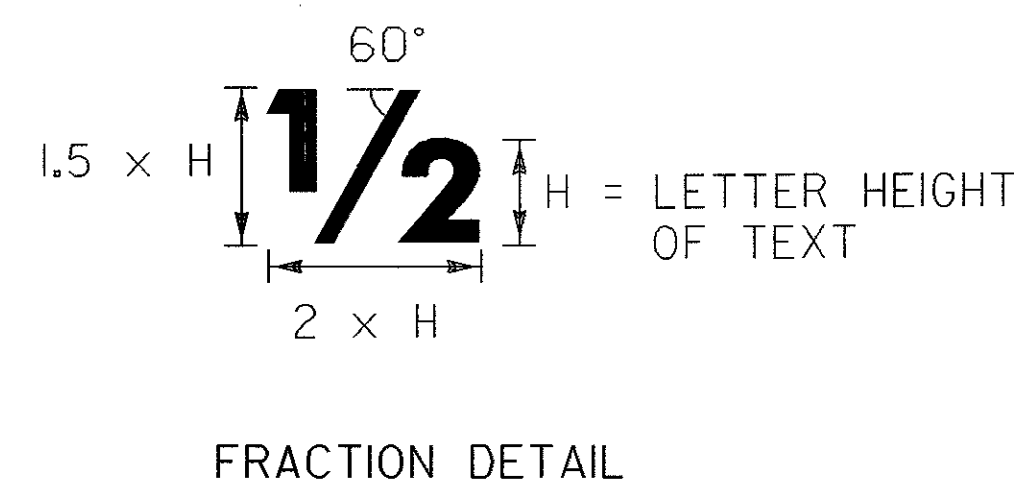 60°
1/2
1.5 x H
H = LETTER HEIGHT
OF TEXT
2 x H
FRACTION DETAIL